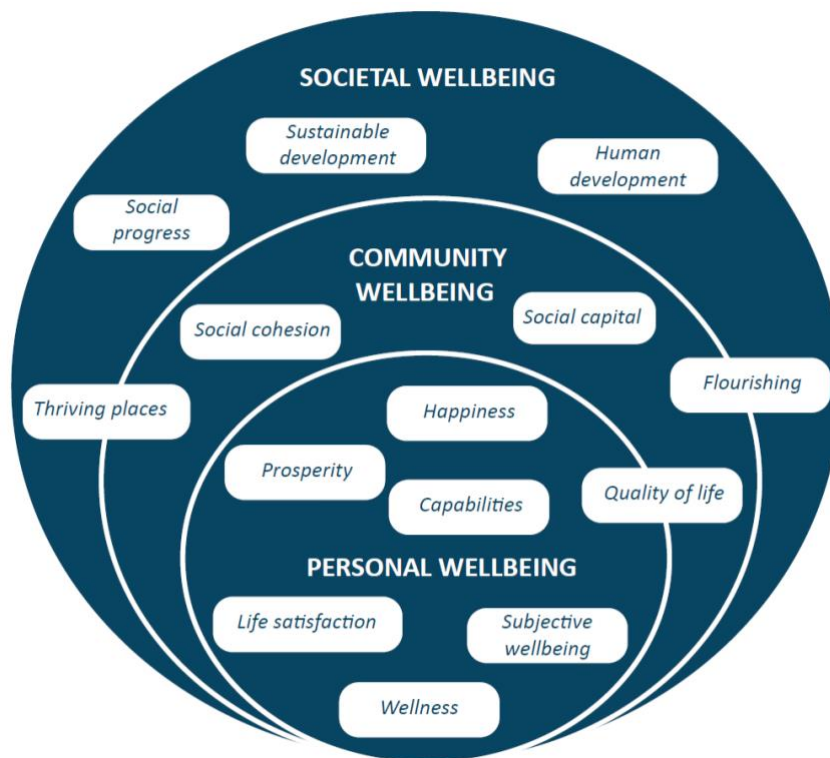 SOCIETAL WELLBEING
Sustainable
development
Human
development
Social
progress
COMMUNITY
WELLBEING
Social cohesion
Social capital
Thriving places
Flourishing
Happiness
Prosperity
Capabilities
Quality of life
PERSONAL WELLBEING
Life satisfaction
Subjective
wellbeing
Wellness